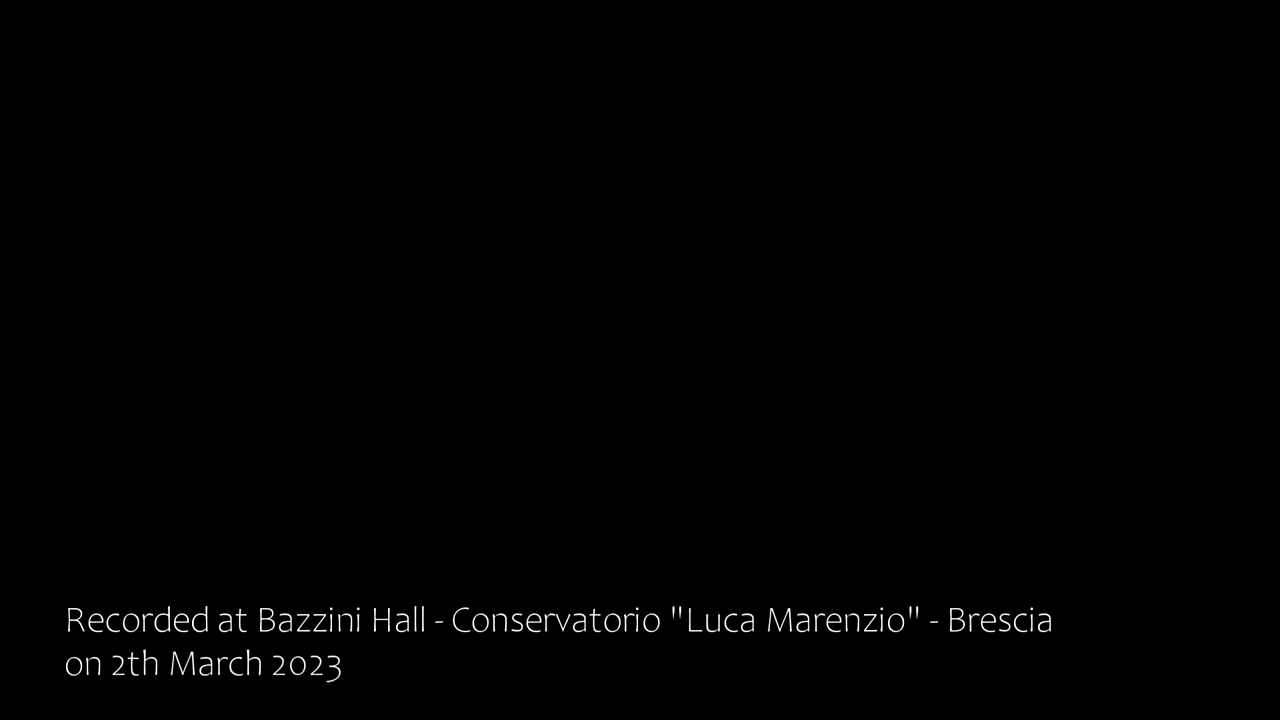 Recorded at Bazzini Hall - Conservatorio "Luca Marenzio" - Brescia
on 2th March 2023